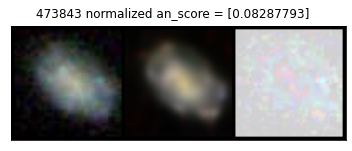 473843 normalized an_score = [0.08287793]